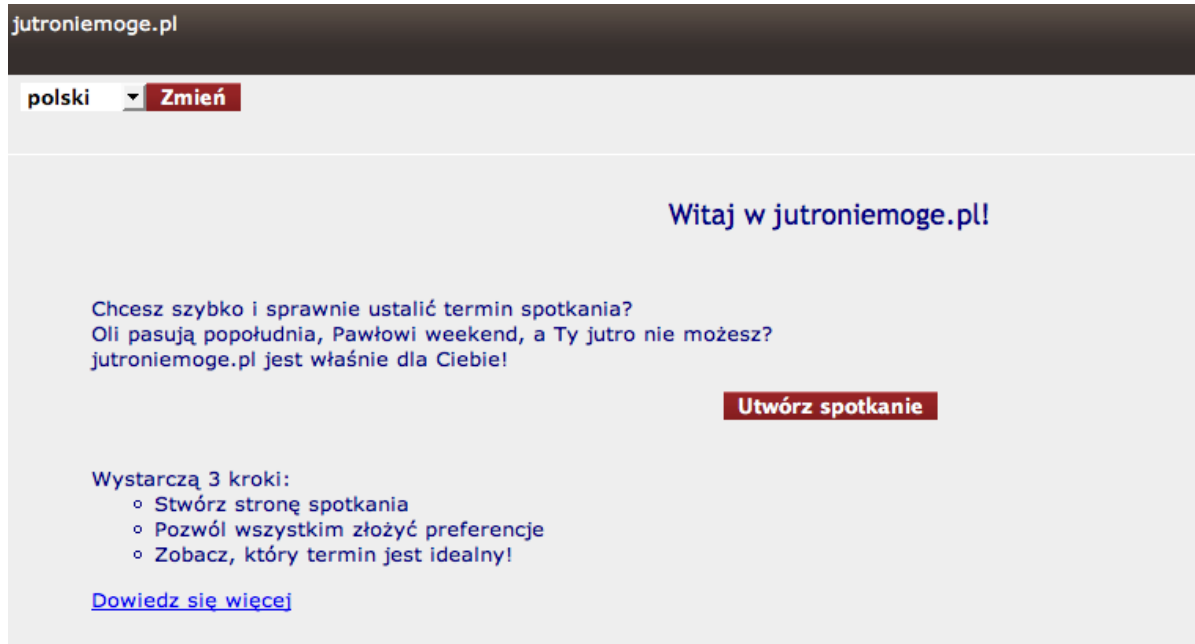 jutroniemoge.pl
polski Zmień
Witaj w jutroniemoge.pl!
Chcesz szybko i sprawnie ustalić termin spotkania?
Oli pasują popołudnia, Pawłowi weekend, a Ty jutro nie możesz?
jutroniemoge.pl jest właśnie dla Ciebie!
Utwórz spotkanie
Wystarczą 3 kroki:
Stwórz stronę spotkania
Pozwól wszystkim złożyć preferencje
Zobacz, który termin jest idealny!
Dowiedz się więcej